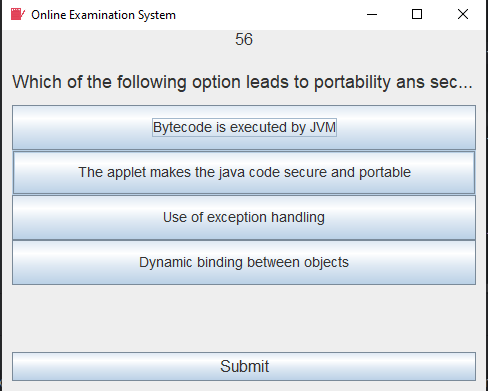 Online Examination System
56
Which of the following option leads to portability ans sec...
Bytecode is executed by JVM
The applet makes the java code secure and portable
Use of exception handling
Dynamic binding between objects
Submit